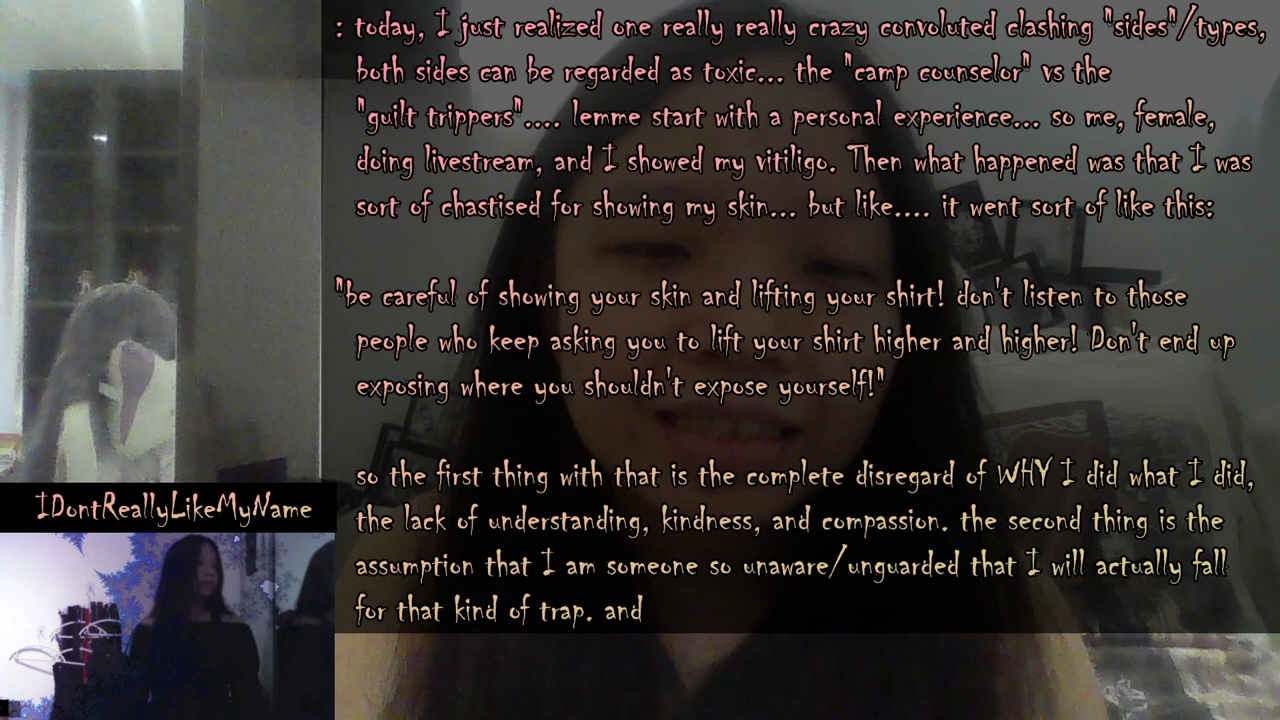 : today, I just realized one really really crazy convoluted clashing "sides"/types,
both sides can be regarded as toxic... the "camp counselor" vs the
"guilt trippers".... lemme start with a personal experience... so me, female,
doing livestream, and I showed my vitiligo. Then what happened was that I was
sort of chastised for showing my skin... but like.... it went sort of like this:
"be careful of showing your skin and lifting your shirt! don't listen to those
people who keep asking you to lift your shirt higher and higher! Don't end up
exposing where you shouldn't expose yourself!"
so the first thing with that is the complete disregard of WHY I did what I did,
the lack of understanding, kindness, and compassion. the second thing is the
assumption that I am someone so unaware/unguarded that I will actually fall
for that kind of trap. and
IDontReallyLikeMyName